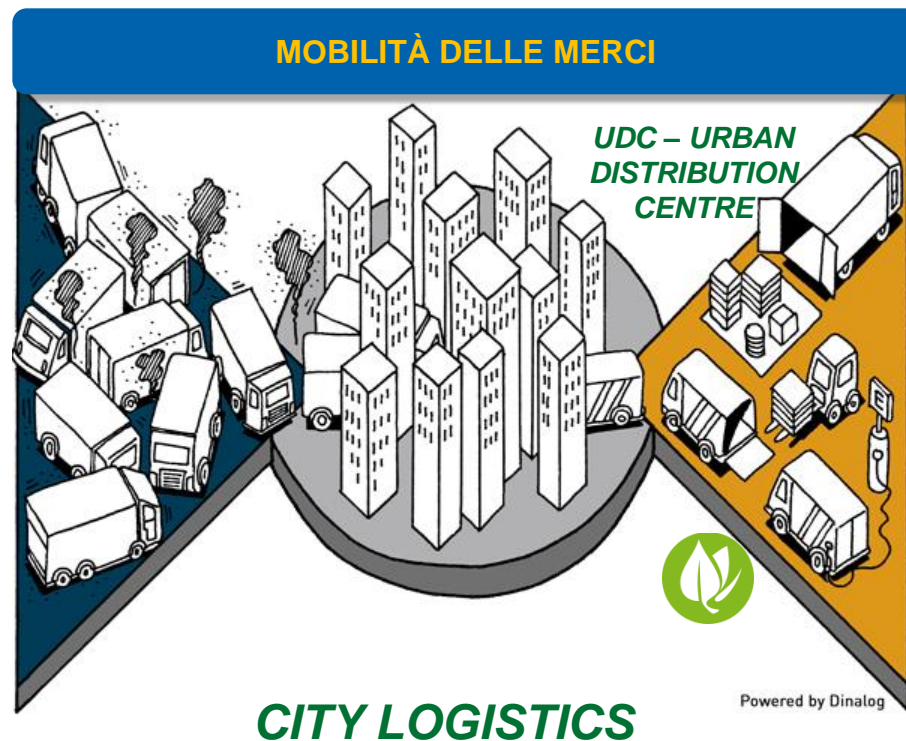 MOBILITÀ DELLE MERCI
UDC – URBAN
DISTRIBUTION
CENTRE
E
Powered by Dinalog
CITY LOGISTICS